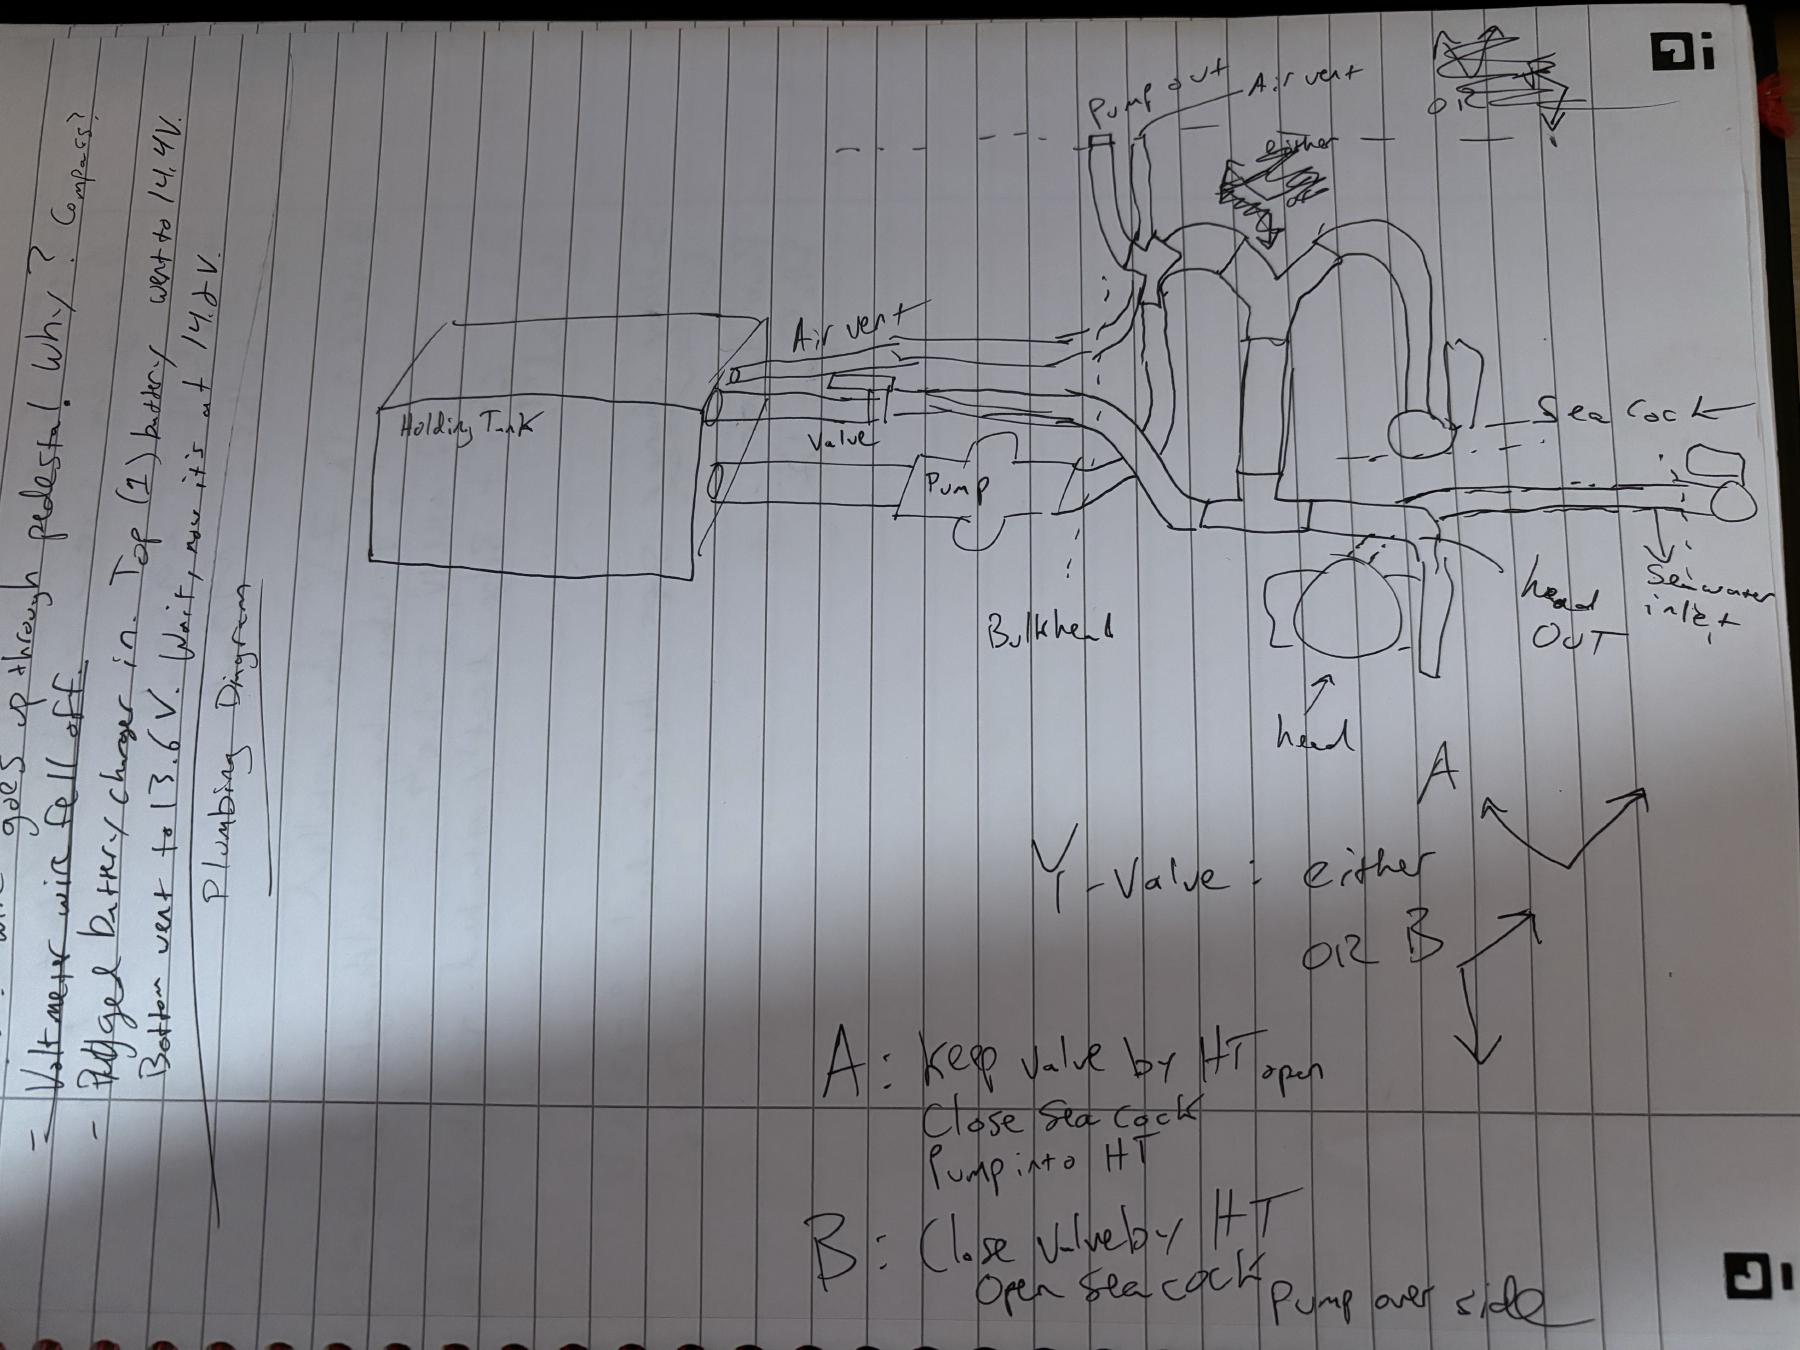 goes up through pedestal. Why? Compass?
- Voltmeter wire fell off.
- Plugged battery charger in. Top (1) battery went to 14.4V.
Bottom went to 13.6V. Wait, now it's at 14.2V.
Plumbing Diagram
Pump out
Air vent
either
OR
Air vent
Holding Tank
Valve
Pump
Sea Cock
Bulkhead
head
OUT
Seawater
inlet
head
A
Y-Valve: either
OR B
A: Keep valve by HT open
Close Sea cock
Pump into HT
B: Close Valve by HT
Open Sea cock
Pump over side